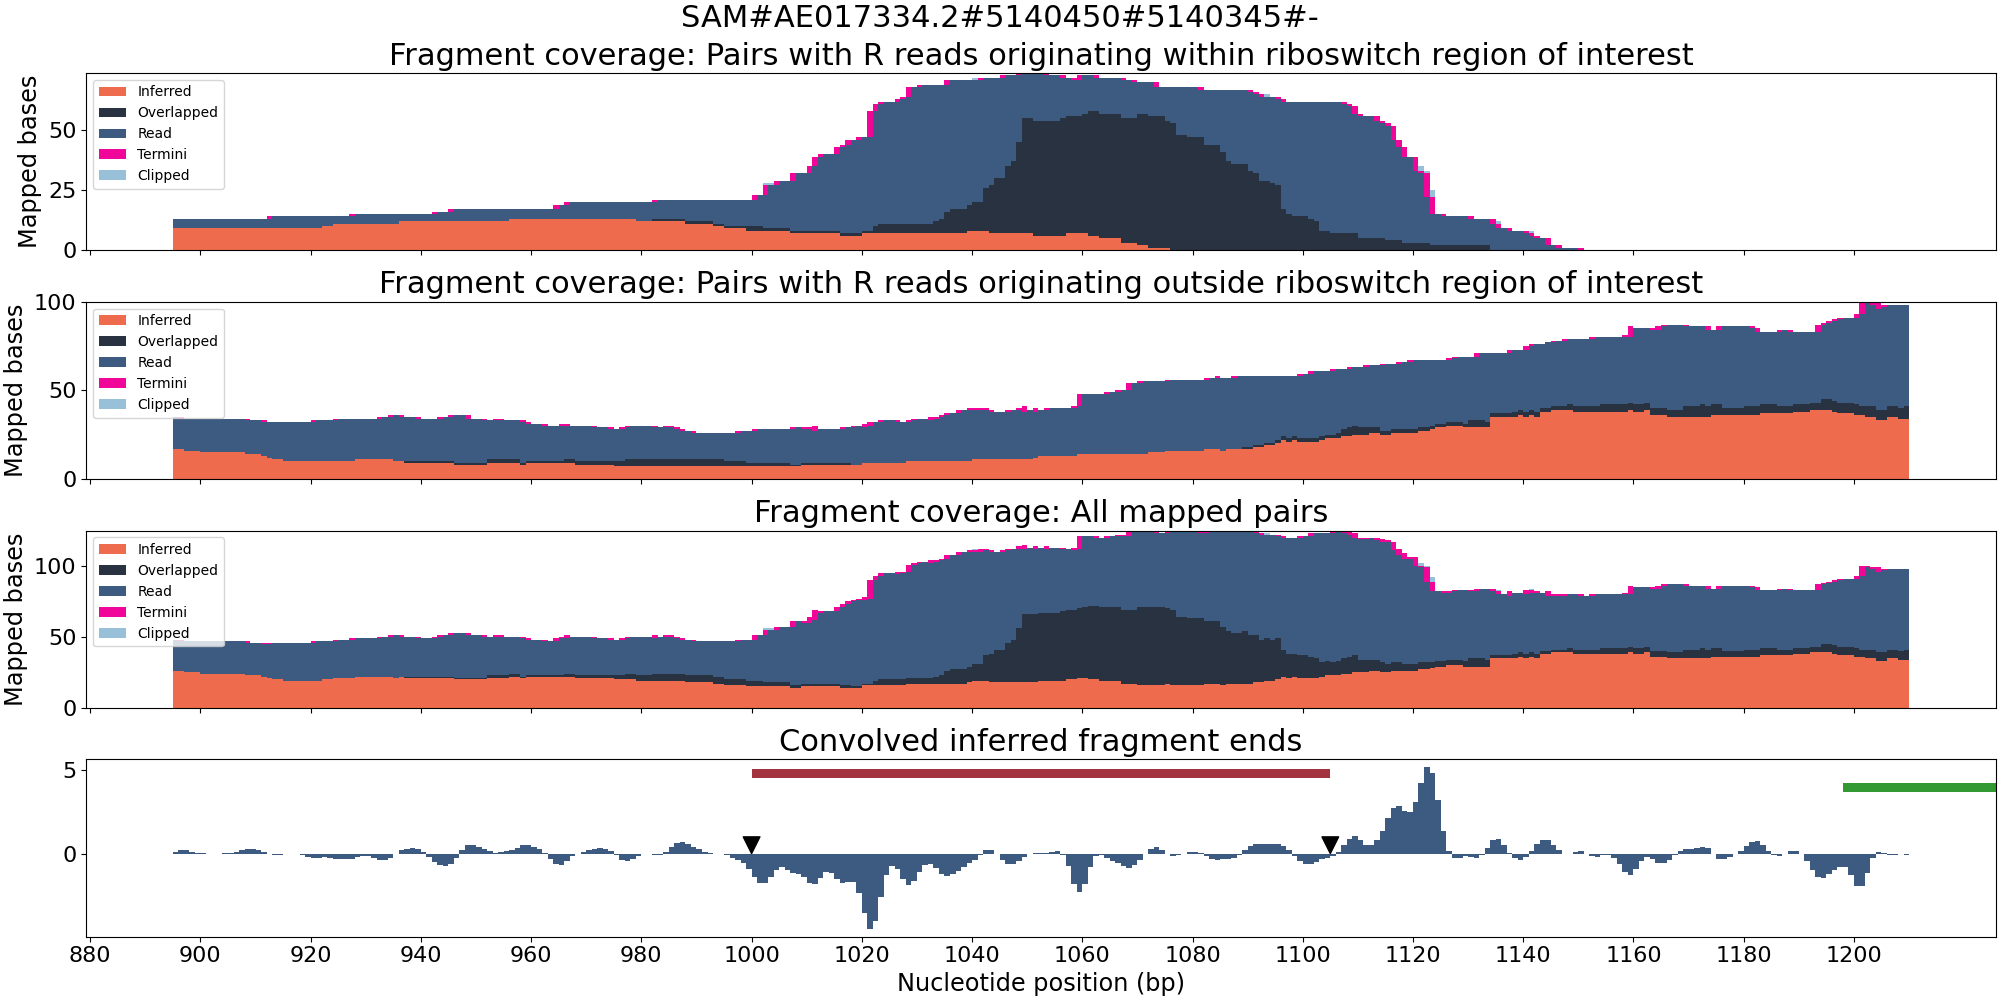 SAM#AE017334.2#5140450#5140345#-
Fragment coverage: Pairs with R reads originating within riboswitch region of interest
Mapped bases
50
25
0
Inferred
Overlapped
Read
Termini
Clipped
Fragment coverage: Pairs with R reads originating outside riboswitch region of interest
Mapped bases
100
50
0
Inferred
Overlapped
Read
Termini
Clipped
Fragment coverage: All mapped pairs
Mapped bases
100
50
0
Inferred
Overlapped
Read
Termini
Clipped
Convolved inferred fragment ends
5
0
880 900 920 940 960 980 1000 1020 1040 1060 1080 1100 1120 1140 1160 1180 1200
Nucleotide position (bp)